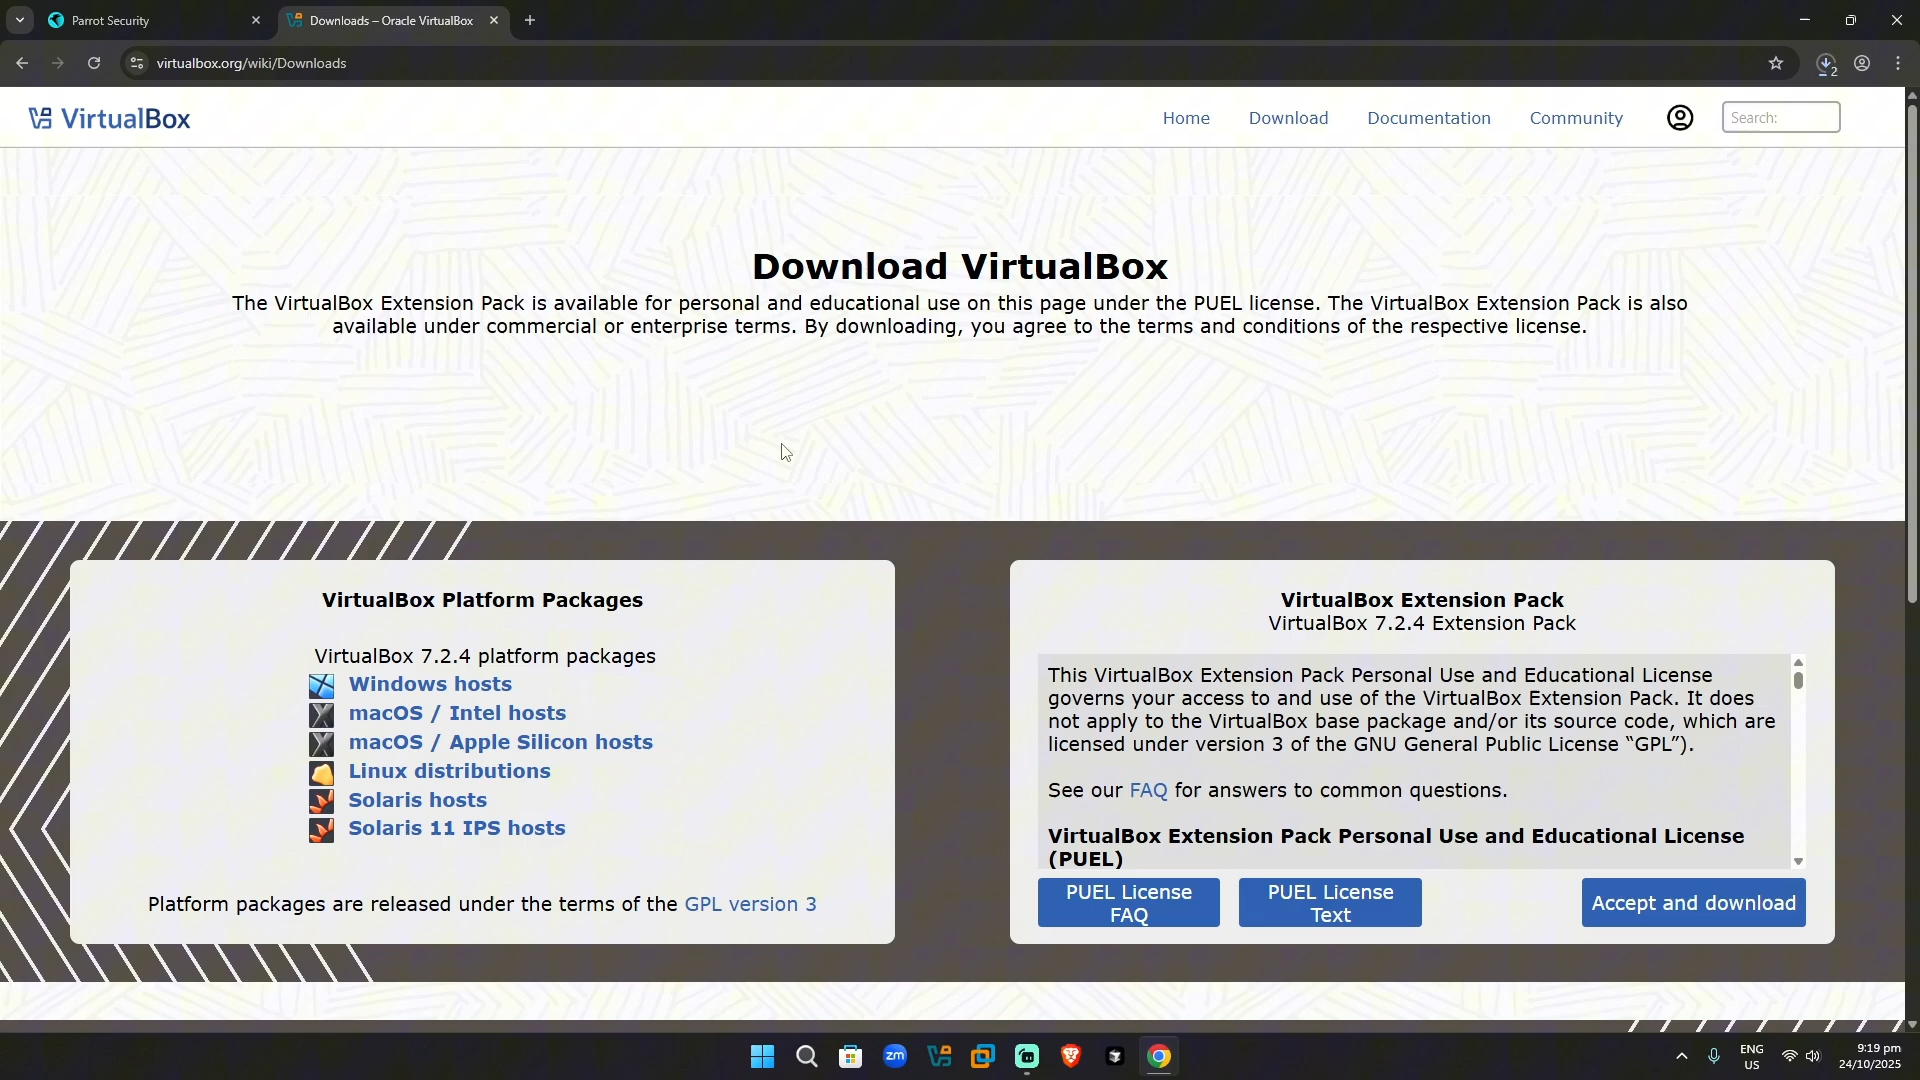 Parrot Security
Downloads – Oracle VirtualBox
virtualbox.org/wiki/Downloads
2
VirtualBox
Home
Download
Documentation
Community
Search:
Download VirtualBox
The VirtualBox Extension Pack is available for personal and educational use on this page under the PUEL license. The VirtualBox Extension Pack is also
available under commercial or enterprise terms. By downloading, you agree to the terms and conditions of the respective license.
VirtualBox Platform Packages
VirtualBox 7.2.4 platform packages
Windows hosts
macOS / Intel hosts
macOS / Apple Silicon hosts
Linux distributions
Solaris hosts
Solaris 11 IPS hosts
Platform packages are released under the terms of the GPL version 3
VirtualBox Extension Pack
VirtualBox 7.2.4 Extension Pack
This VirtualBox Extension Pack Personal Use and Educational License
governs your access to and use of the VirtualBox Extension Pack. It does
not apply to the VirtualBox base package and/or its source code, which are
licensed under version 3 of the GNU General Public License “GPL”).
See our FAQ for answers to common questions.
VirtualBox Extension Pack Personal Use and Educational License
(PUEL)
PUEL License
FAQ
PUEL License
Text
Accept and download
zm
ENG
US
9:19 pm
24/10/2025